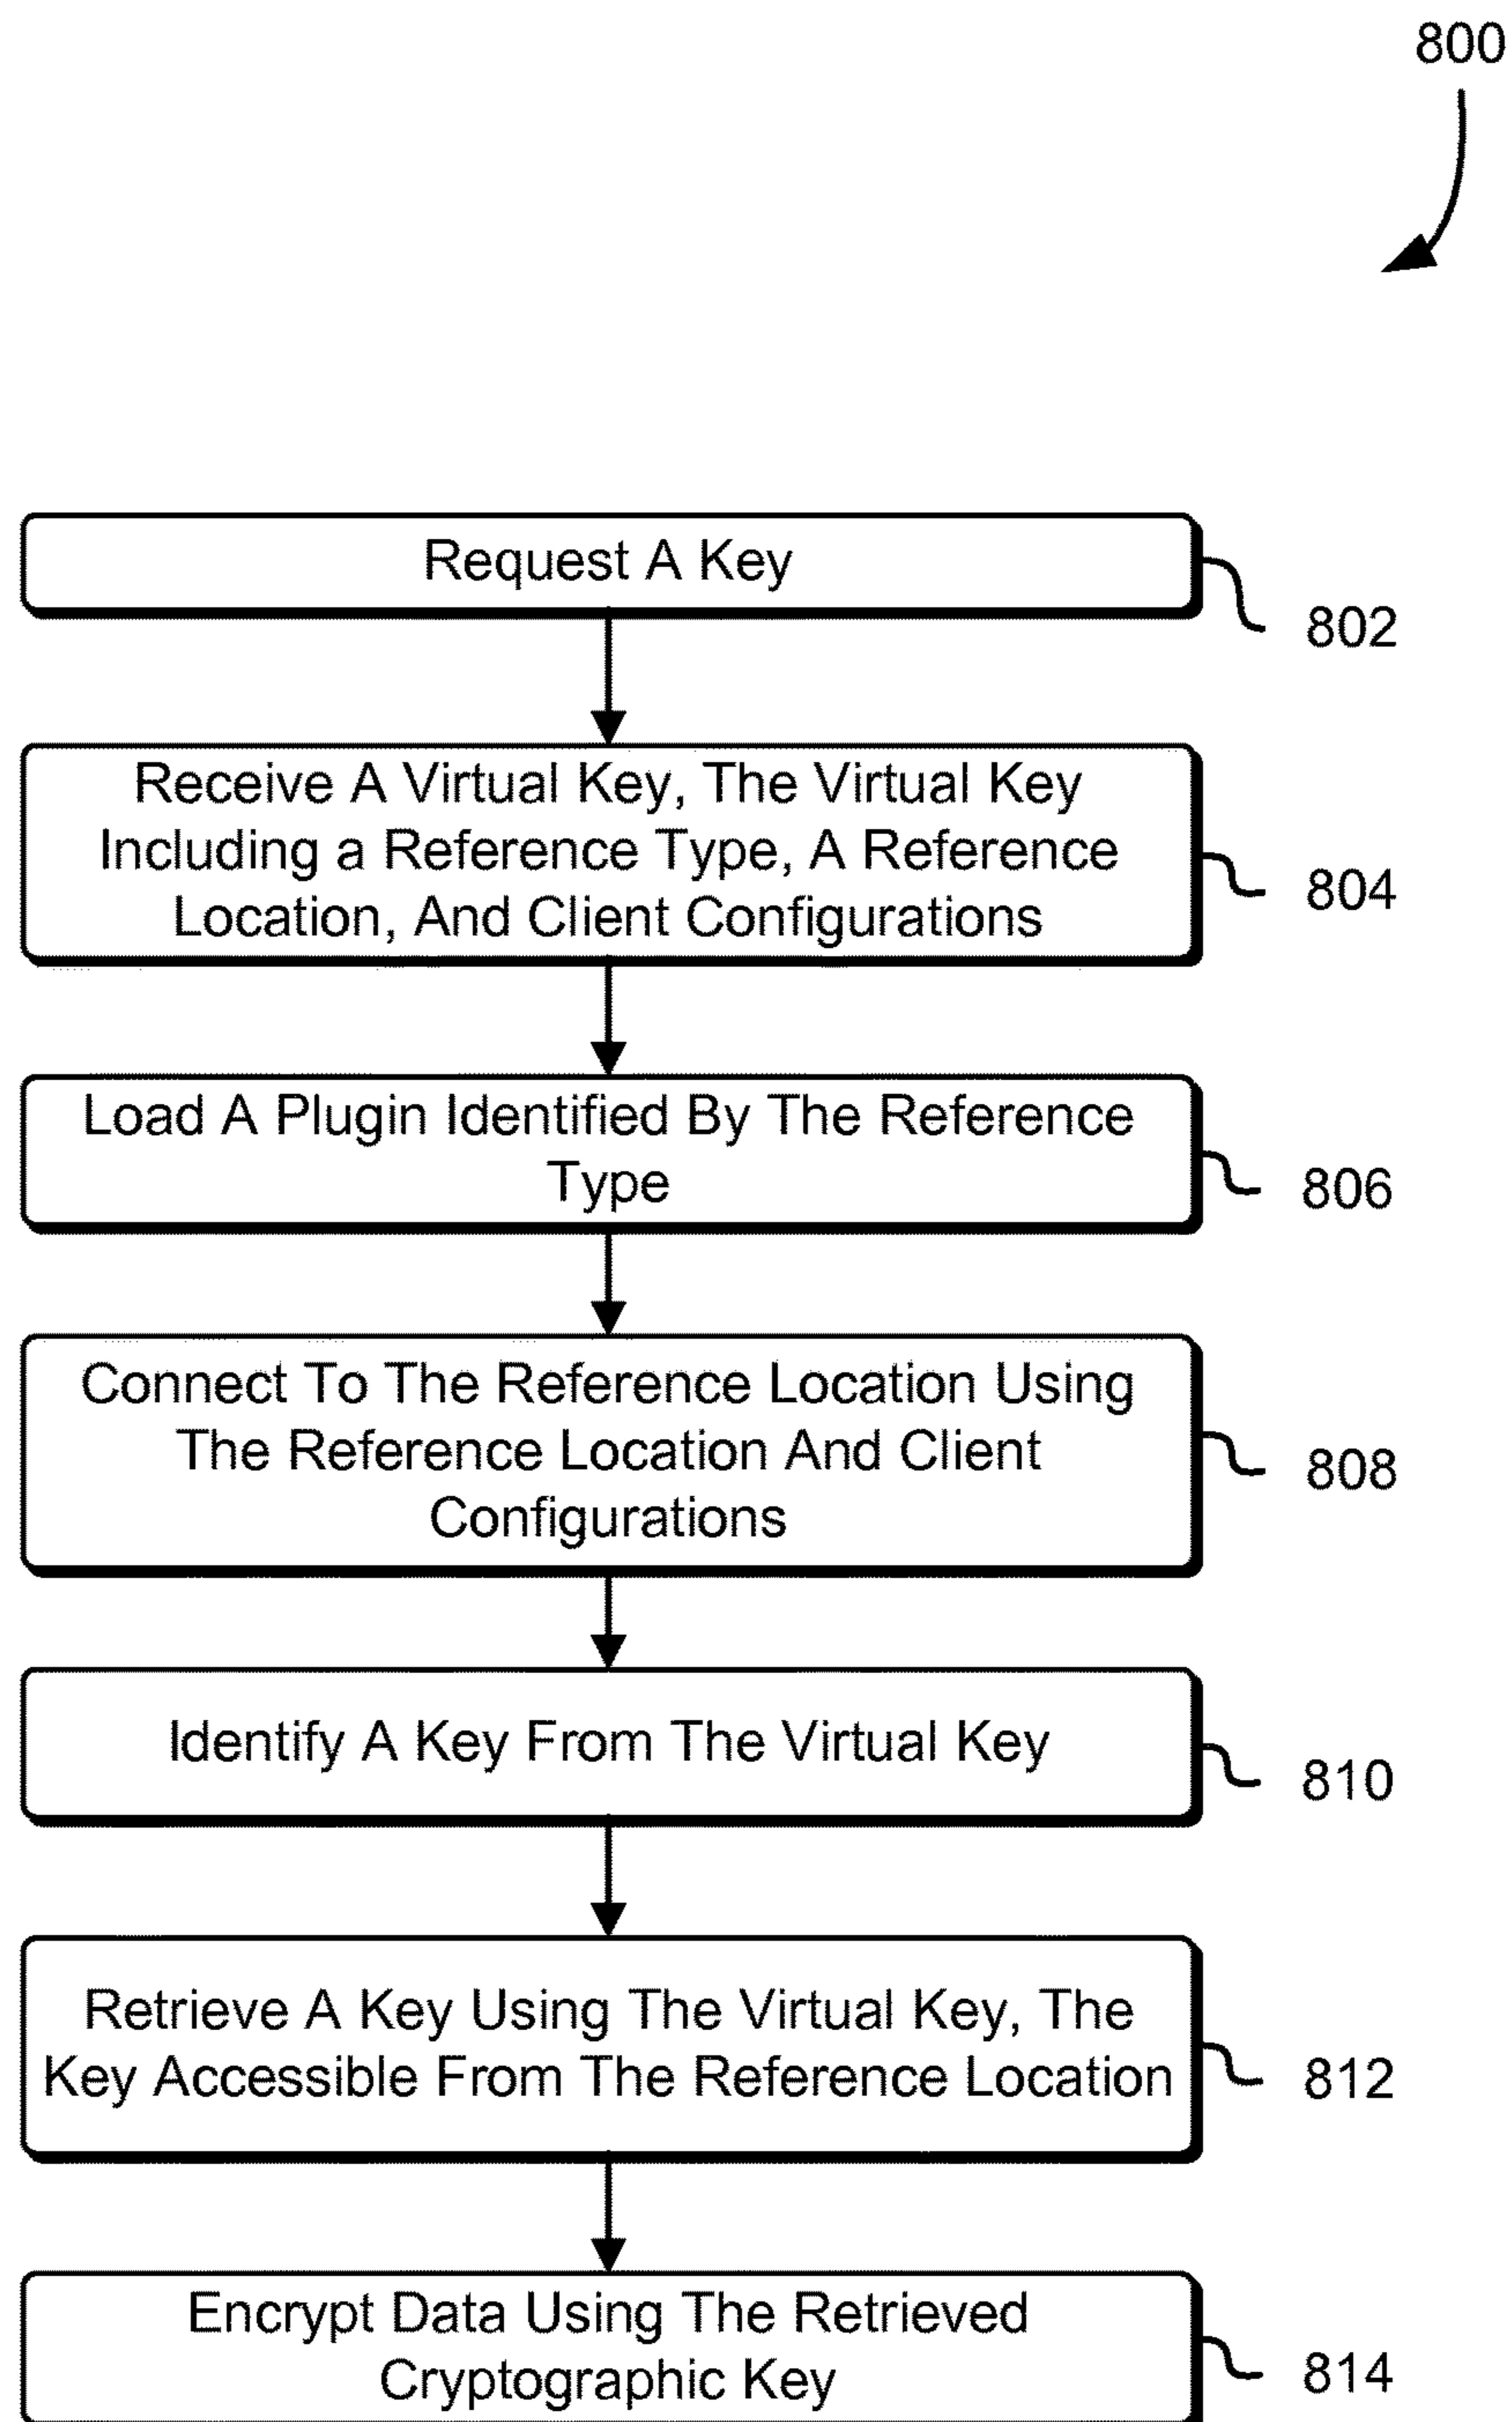 800
Request A Key
802
Receive A Virtual Key, The Virtual Key
Including a Reference Type, A Reference
Location, And Client Configurations
804
Load A Plugin Identified By The Reference
Type
806
Connect To The Reference Location Using
The Reference Location And Client
Configurations
808
Identify A Key From The Virtual Key
810
Retrieve A Key Using The Virtual Key, The
Key Accessible From The Reference Location
812
Encrypt Data Using The Retrieved
Cryptographic Key
814